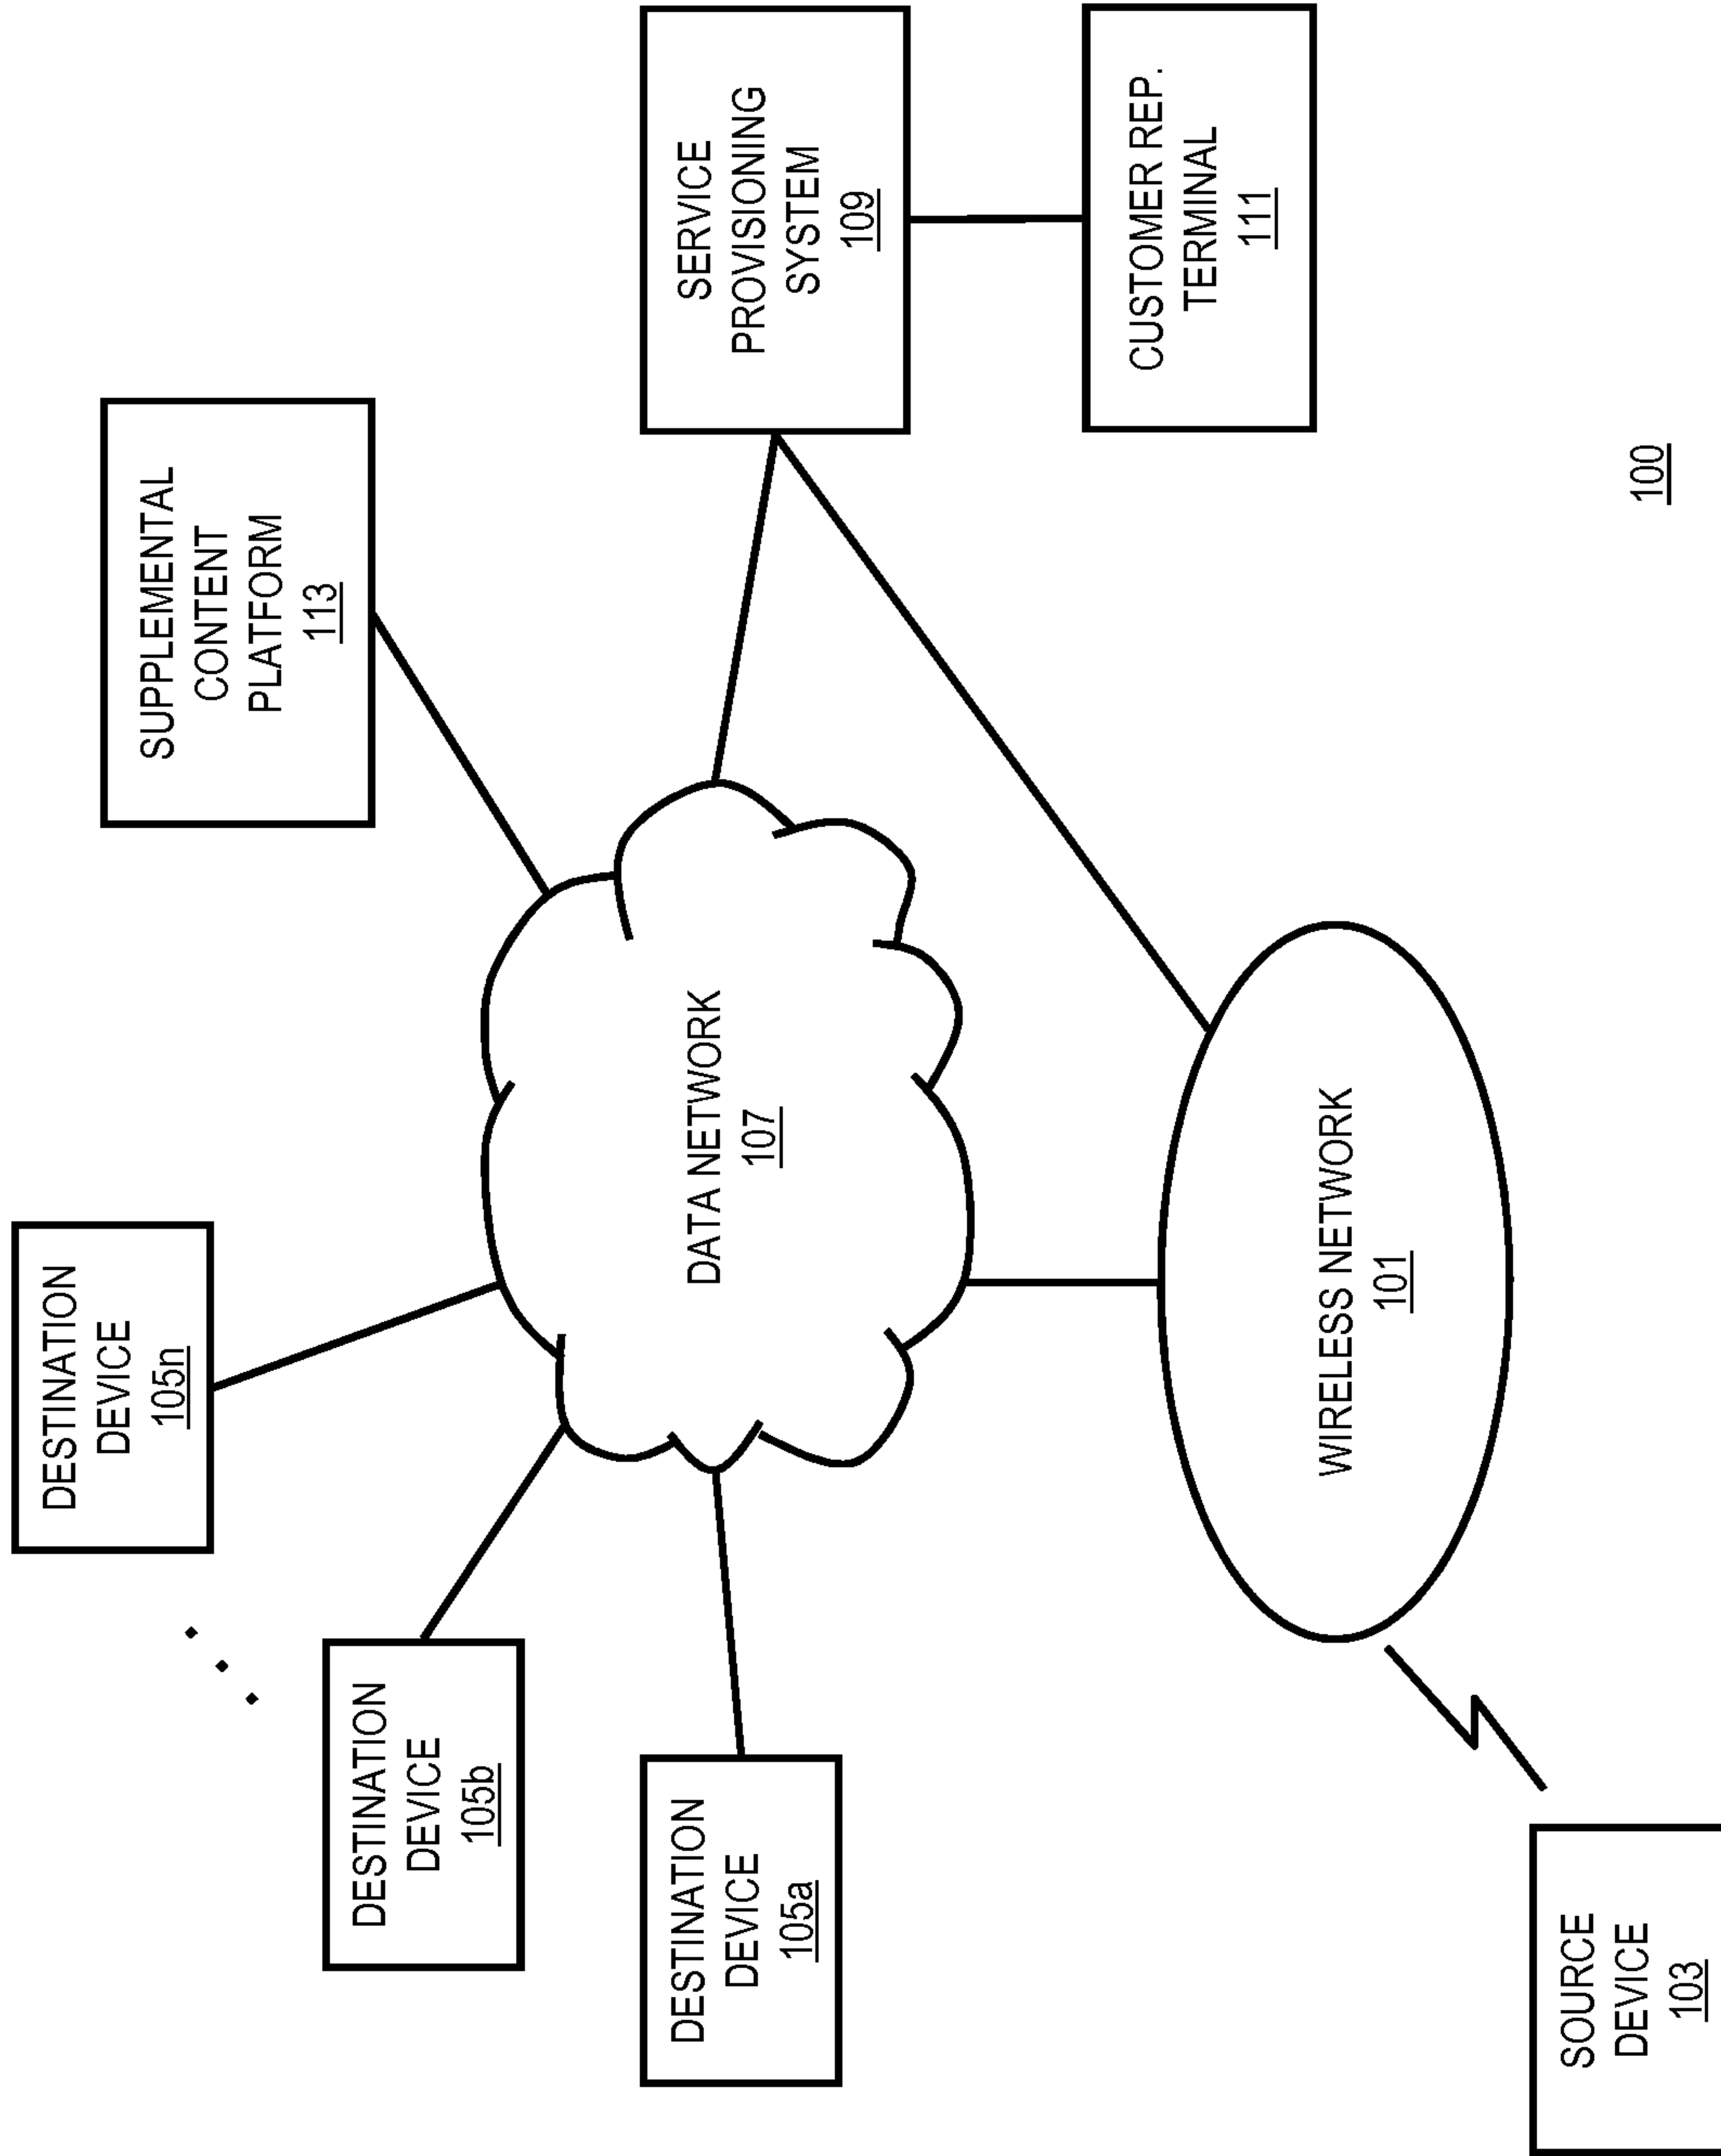 DESTINATION
DEVICE
105n
DESTINATION
DEVICE
105b
DESTINATION
DEVICE
105a
SUPPLEMENTAL
CONTENT
PLATFORM
113
DATA NETWORK
107
SERVICE
PROVISIONING
SYSTEM
109
CUSTOMER REP.
TERMINAL
111
WIRELESS NETWORK
101
SOURCE
DEVICE
103
100